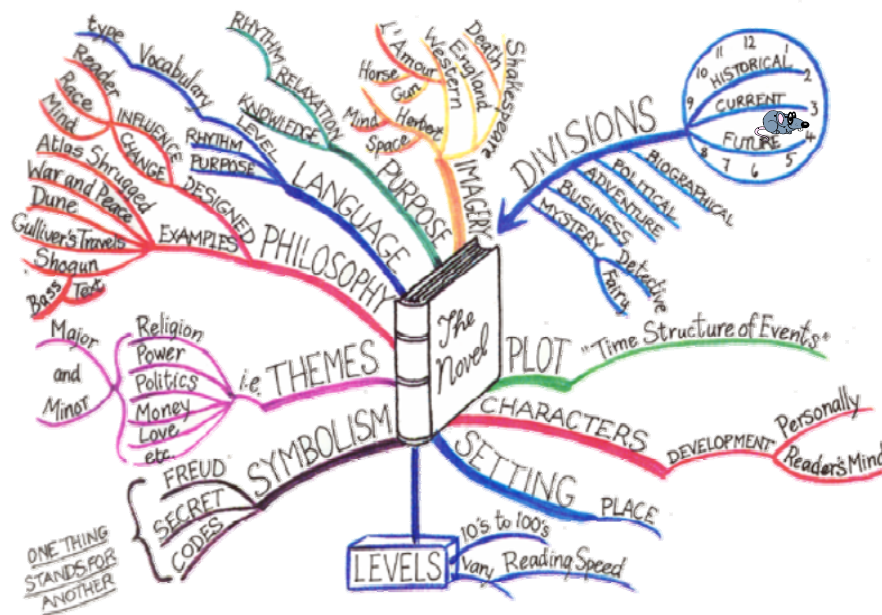 The
Novel
DIVISIONS
HISTORICAL
CURRENT
FUTURE
12
1
2
3
4
5
6
7
8
9
10
11
BIOGRAPHICAL
POLITICAL
ADVENTURE
BUSINESS
MYSTERY
Detective
PLOT
"Time Structure of Events"
CHARACTERS
DEVELOPMENT
Personally
Reader's Mind
SETTING
PLACE
LEVELS
10's to 100's
vary
Reading Speed
SYMBOLISM
FREUD
SECRET
CODES
ONE THING
STANDS FOR
ANOTHER
THEMES
i.e.
Religion
Power
Politics
Money
Love
etc.
Major
and
Minor
PHILOSOPHY
EXAMPLES
Atlas Shrugged
War and Peace
Dune
Gulliver's Travels
Shogun
Bass
Text
DESIGNED
CHANGE
INFLUENCE
Reader
Race
Mind
LANGUAGE
PURPOSE
RHYTHM
LEVEL
Vocabulary
type
PURPOSE
KNOWLEDGE
RELAXATION
RHYTHM
IMAGERY
Herbert
Mind
Space
Western
L'Amour
Horse
Gun
England
Shakespeare
Death